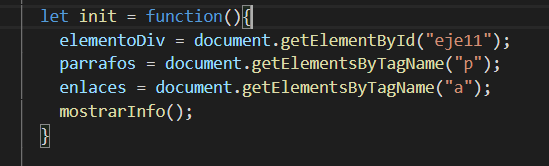 let init = function(){
elementoDiv = document.getElementById("eje11");
parrafos = document.getElementsByTagName("p");
enlaces = document.getElementsByTagName("a");
mostrarInfo();
}